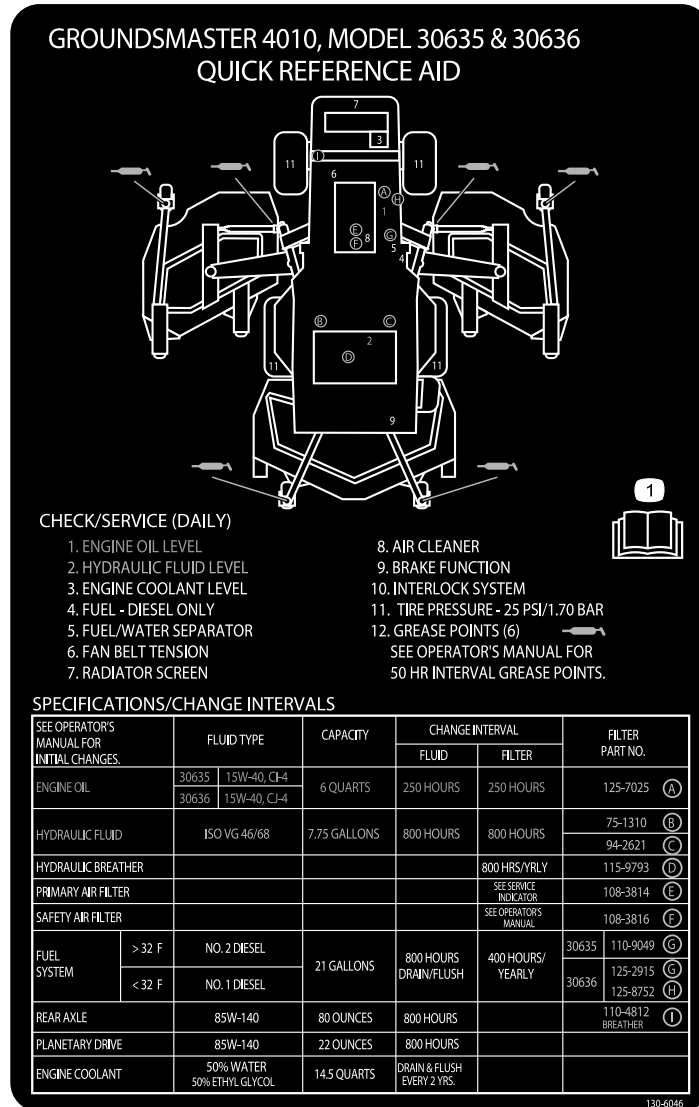 GROUNDSMASTER 4010, MODEL 30635 & 30636
QUICK REFERENCE AID
7
3
I
11
11
6
A
H
1
E
F
8
G
5
4
B
C
2
D
11
11
9
1
CHECK/SERVICE (DAILY)
1. ENGINE OIL LEVEL
2. HYDRAULIC FLUID LEVEL
3. ENGINE COOLANT LEVEL
4. FUEL - DIESEL ONLY
5. FUEL/WATER SEPARATOR
6. FAN BELT TENSION
7. RADIATOR SCREEN
8. AIR CLEANER
9. BRAKE FUNCTION
10. INTERLOCK SYSTEM
11. TIRE PRESSURE - 25 PSI/1.70 BAR
12. GREASE POINTS (6)
SEE OPERATOR'S MANUAL FOR
50 HR INTERVAL GREASE POINTS.
SPECIFICATIONS/CHANGE INTERVALS
SEE OPERATOR'S
MANUAL FOR
INITIAL CHANGES.
FLUID TYPE
CAPACITY
CHANGE INTERVAL
FLUID
FILTER
FILTER
PART NO.
ENGINE OIL
30635 15W-40, CI-4
30636 15W-40, CJ-4
6 QUARTS
250 HOURS
250 HOURS
125-7025 A
HYDRAULIC FLUID
ISO VG 46/68
7.75 GALLONS
800 HOURS
800 HOURS
75-1310 B
94-2621 C
HYDRAULIC BREATHER
800 HRS/YRLY
115-9793 D
PRIMARY AIR FILTER
SEE SERVICE
INDICATOR
108-3814 E
SAFETY AIR FILTER
SEE OPERATOR'S
MANUAL
108-3816 F
FUEL
SYSTEM
> 32 F
NO. 2 DIESEL
< 32 F
NO. 1 DIESEL
21 GALLONS
800 HOURS
DRAIN/FLUSH
400 HOURS/
YEARLY
30635 110-9049 G
30636
125-2915 G
125-8752 H
REAR AXLE
85W-140
80 OUNCES
800 HOURS
110-4812
BREATHER
I
PLANETARY DRIVE
85W-140
22 OUNCES
800 HOURS
ENGINE COOLANT
50% WATER
50% ETHYL GLYCOL
14.5 QUARTS
DRAIN & FLUSH
EVERY 2 YRS.
130-6046